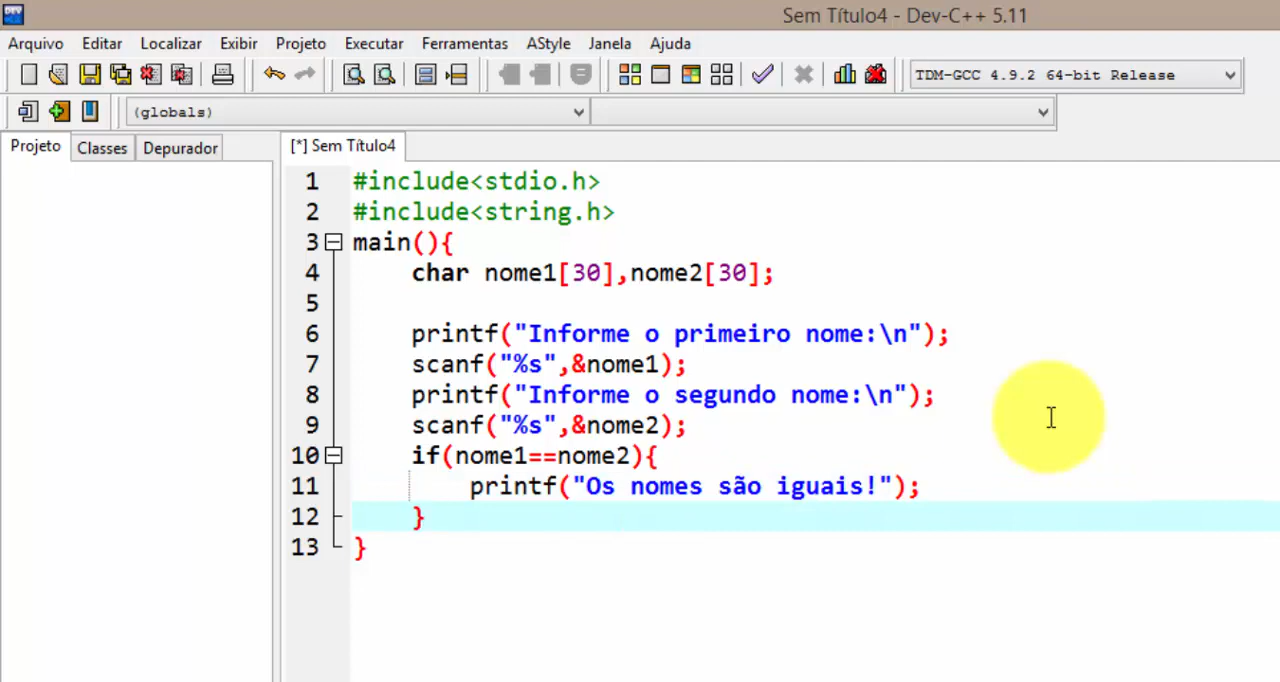 Sem Título4 - Dev-C++ 5.11
Arquivo Editar Localizar Exibir Projeto Executar Ferramentas AStyle Janela Ajuda
TDM-GCC 4.9.2 64-bit Release
(globals)
Projeto Classes Depurador [*] Sem Título4
1 #include<stdio.h>
2 #include<string.h>
3 main(){
4 char nome1[30],nome2[30];
5
6 printf("Informe o primeiro nome:\n");
7 scanf("%s",&nome1);
8 printf("Informe o segundo nome:\n");
9 scanf("%s",&nome2);
10 if(nome1==nome2){
11 printf("Os nomes são iguais!");
12 }
13 }